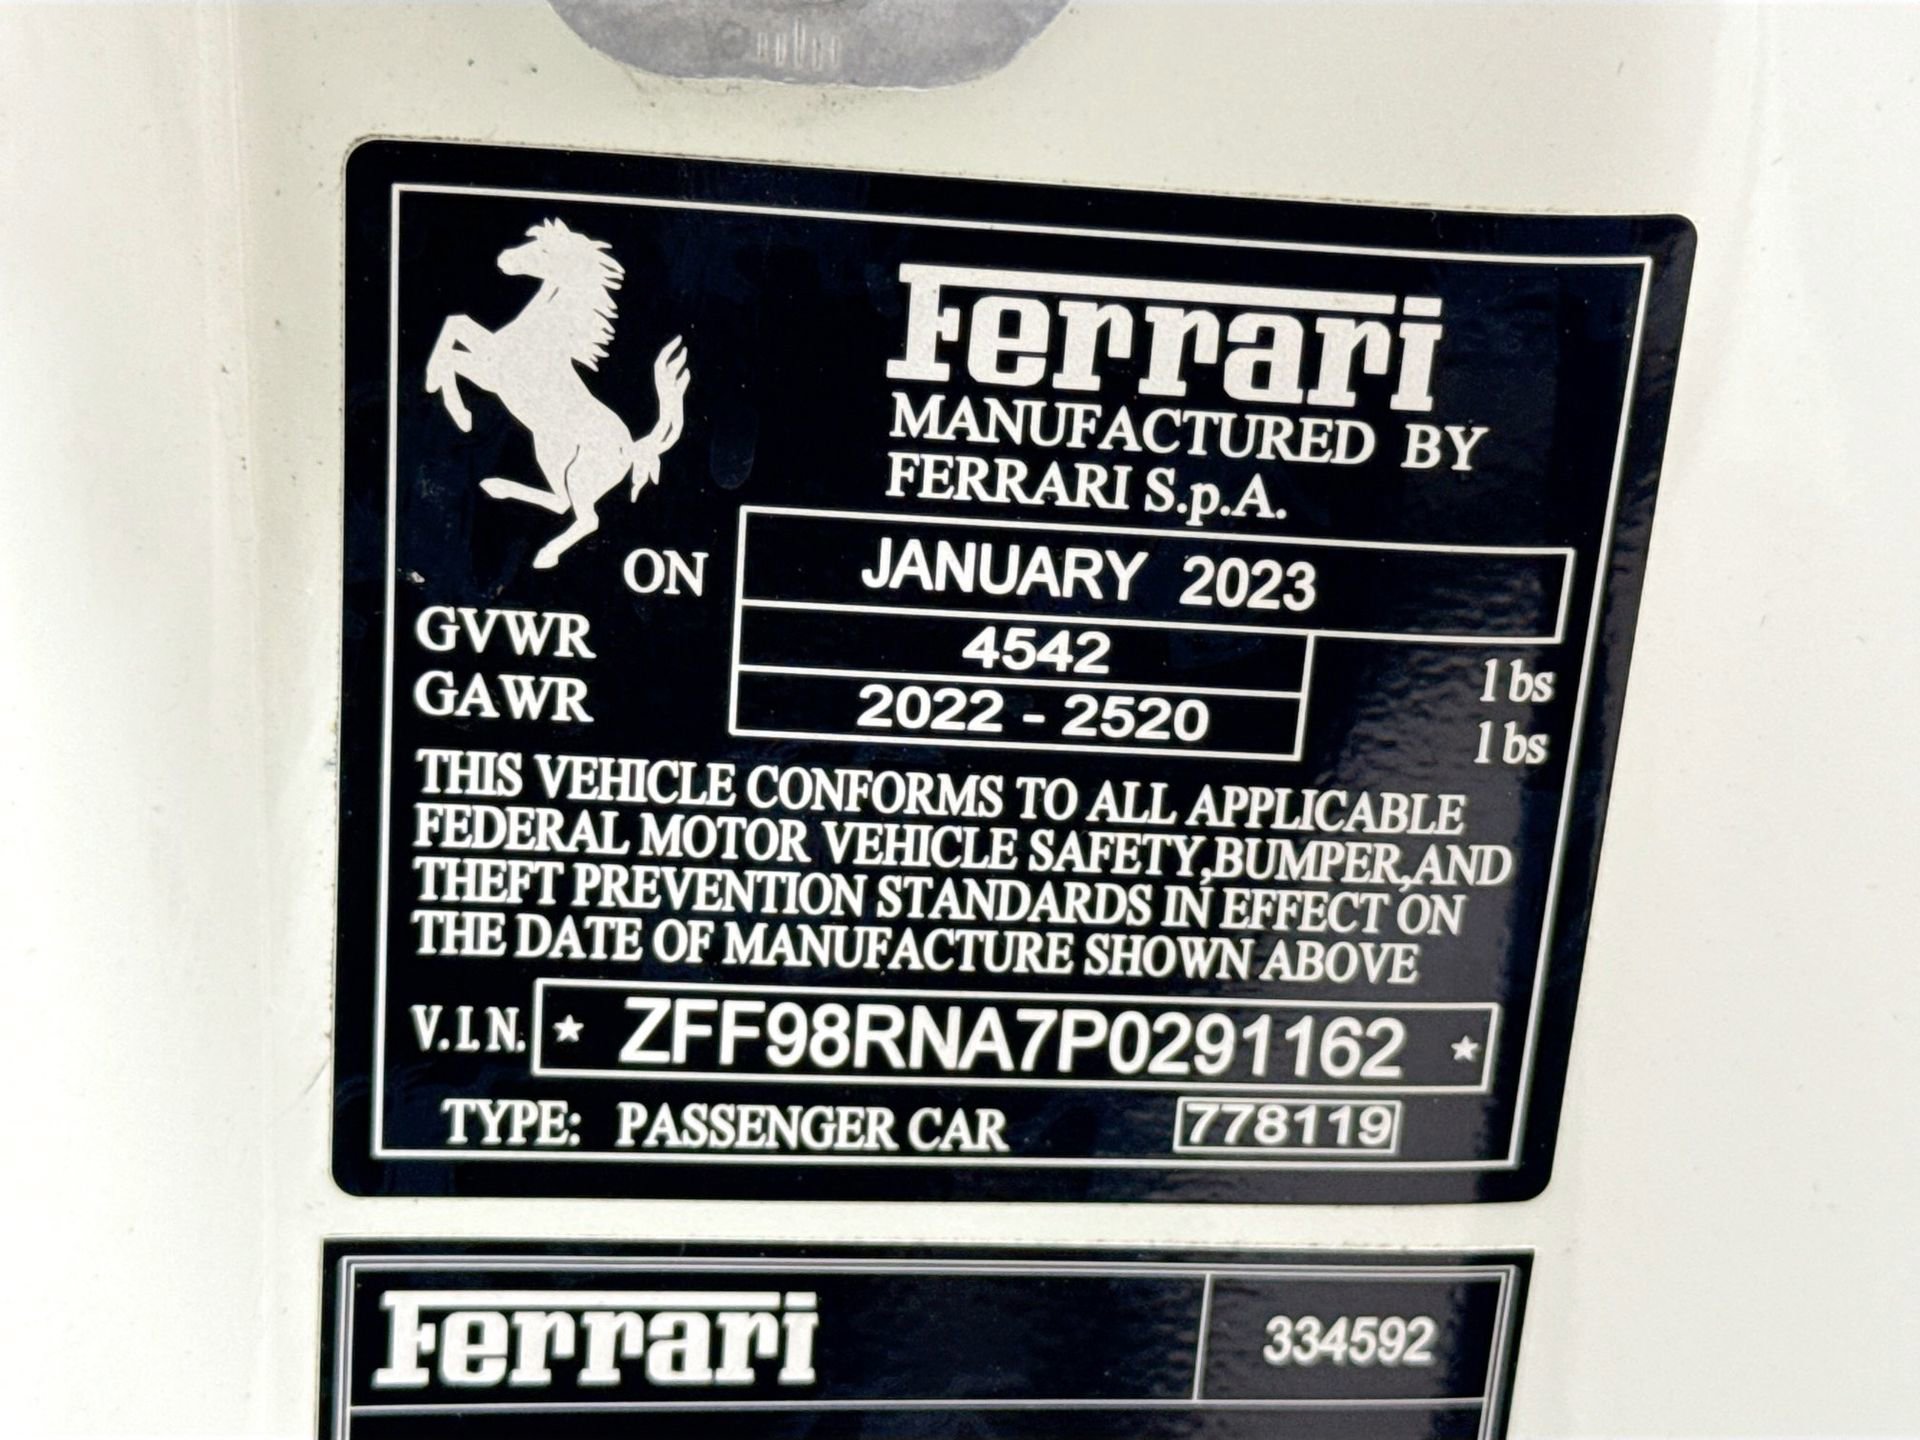 Ferrari
MANUFACTURED BY
FERRARI S.p.A.
ON JANUARY 2023
GVWR 4542 lbs
GAWR 2022 - 2520 lbs
THIS VEHICLE CONFORMS TO ALL APPLICABLE
FEDERAL MOTOR VEHICLE SAFETY,BUMPER,AND
THEFT PREVENTION STANDARDS IN EFFECT ON
THE DATE OF MANUFACTURE SHOWN ABOVE
V.I.N. ★ ZFF98RNA7P0291162 ★
TYPE: PASSENGER CAR 778119
Ferrari 334592